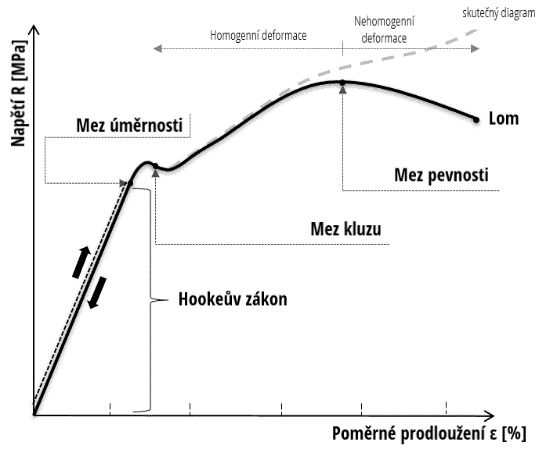 skutečný diagram
Nehomogenní
deformace
Homogenní deformace
Napětí R [MPa]
Mez úměrnosti
Lom
Mez pevnosti
Mez kluzu
Hookeův zákon
Poměrné prodloužení ε [%]